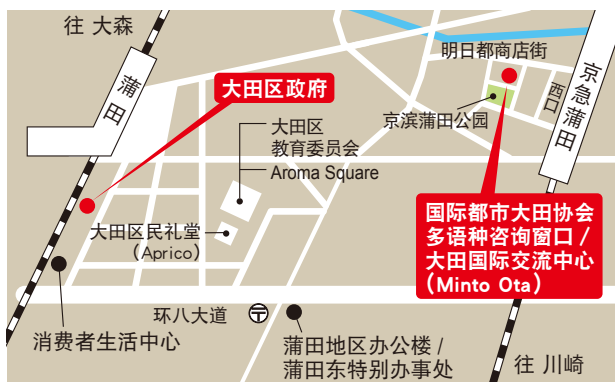 往 大森
蒲田
大田区政府
大田区
教育委员会
Aroma Square
大田区民礼堂
（Aprico）
明日都商店街
西口
京急蒲田
京滨蒲田公园
国际都市大田协会
多语种咨询窗口 /
大田国际交流中心
（Minto Ota）
环八大道
〒
消费者生活中心
蒲田地区办公楼 /
蒲田东特别办事处
往 川崎